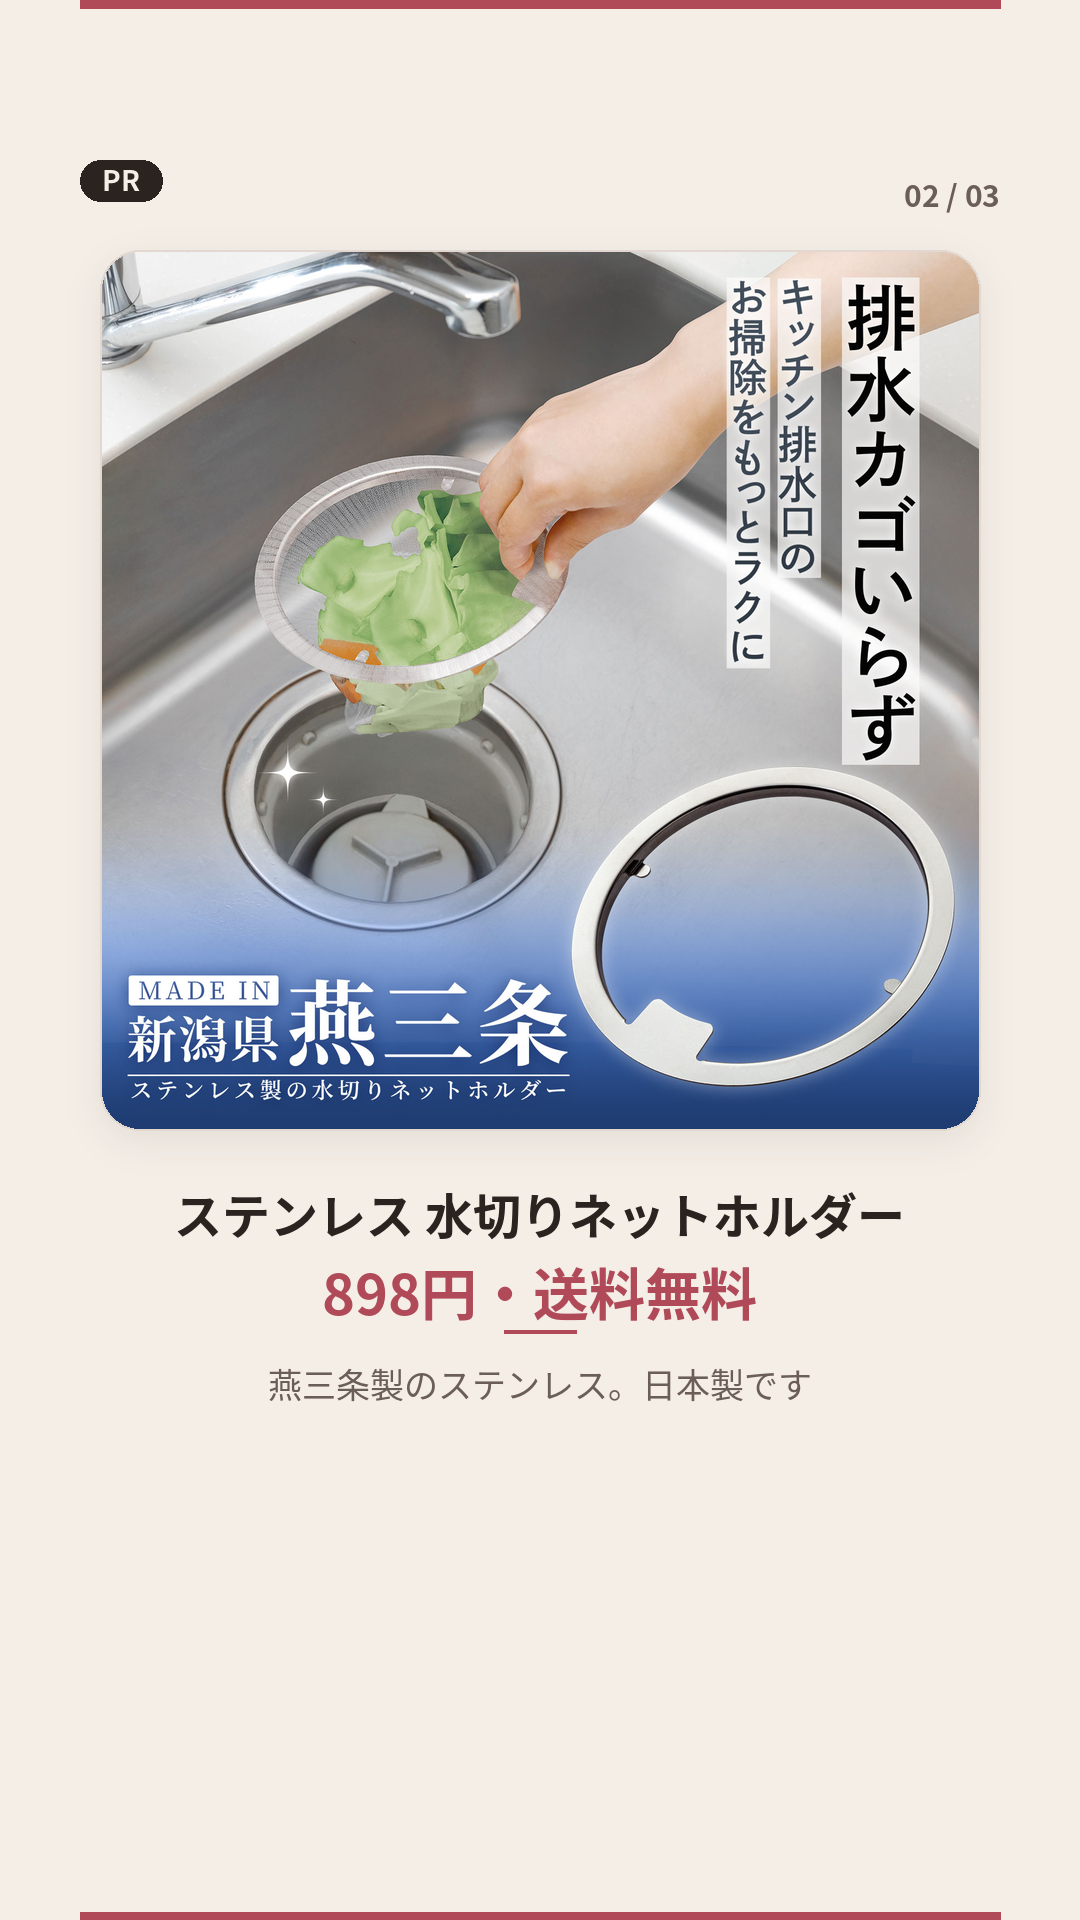 PR
02 / 03
排水カゴいらず
キッチン排水口の
お掃除をもっとラクに
MADE IN
新潟県燕三条
ステンレス製の水切りネットホルダー
ステンレス 水切りネットホルダー
898円・送料無料
燕三条製のステンレス。日本製です